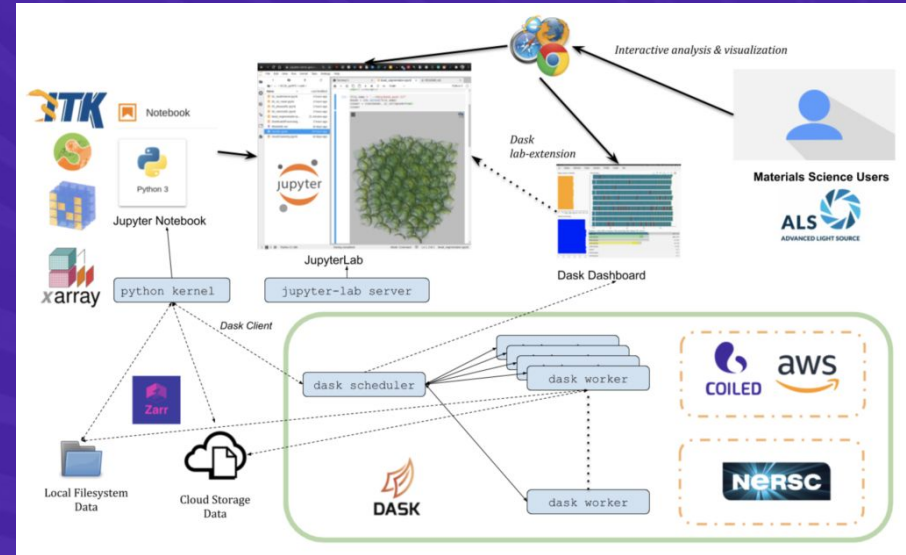 Interactive analysis & visualization
ITK
Notebook
Python 3
Jupyter Notebook
xarray
jupyter
JupyterLab
Dask
lab-extension
Dask Dashboard
Materials Science Users
ALS
ADVANCED LIGHT SOURCE
python kernel
jupyter-lab server
Dask Client
dask scheduler
dask worker
dask worker
Zarr
Local Filesystem
Data
Cloud Storage
Data
DASK
COILED
aws
NERSC